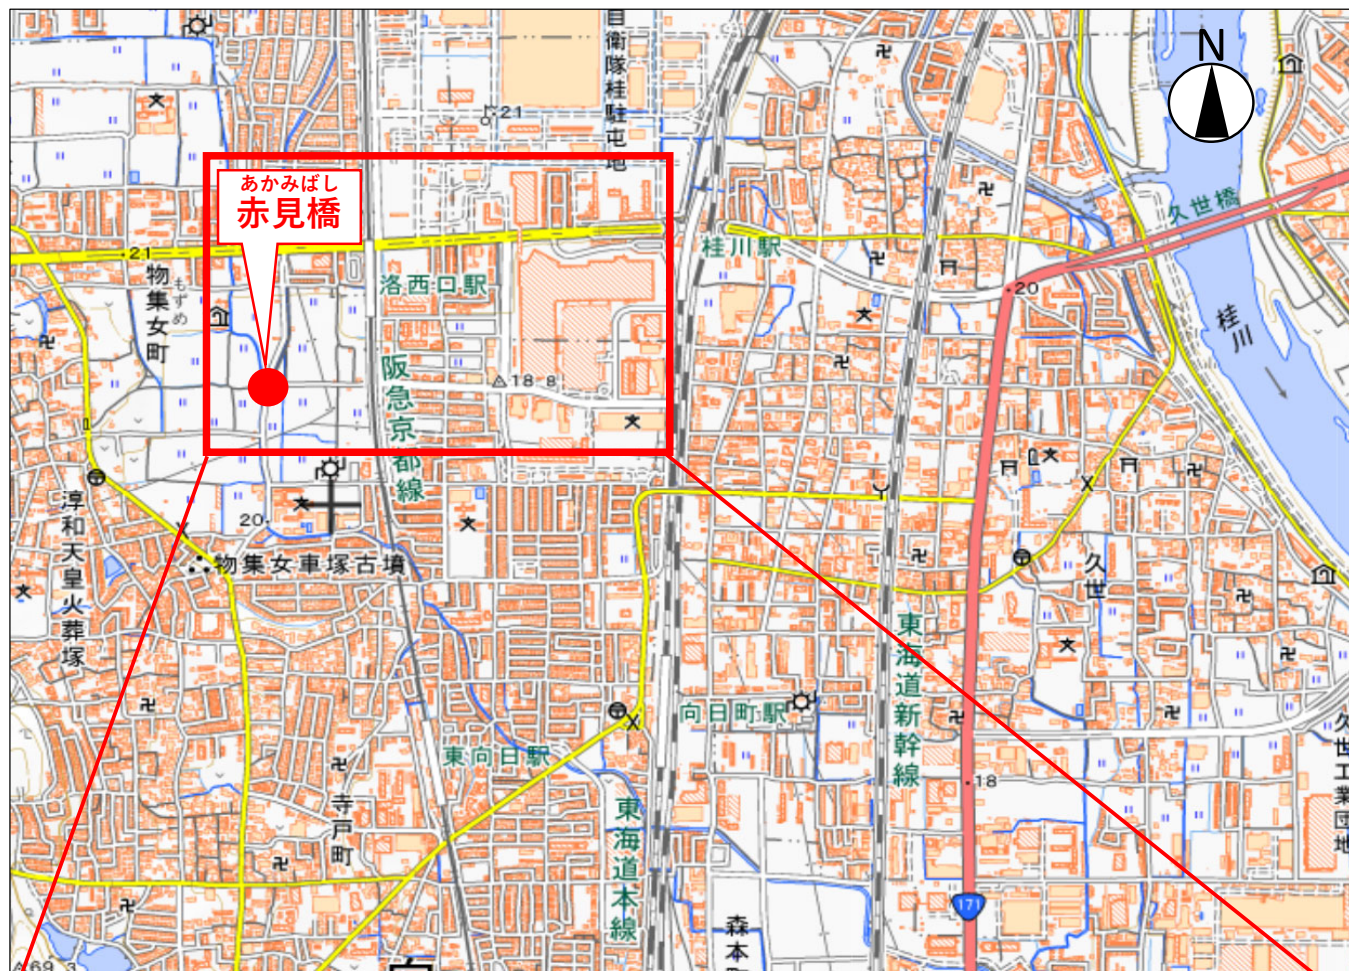 自衛隊桂駐屯地
N
21
あかみばし
赤見橋
久世橋
21
物集女町
もずめ
洛西口駅
桂川駅
20
桂川
阪急京都線
18.8
淳和天皇火葬塚
20
物集女車塚古墳
久世
東海道新幹線
向日町駅
東向日駅
久世工業団地
18
寺戸町
東海道本線
171
森本町
69.3